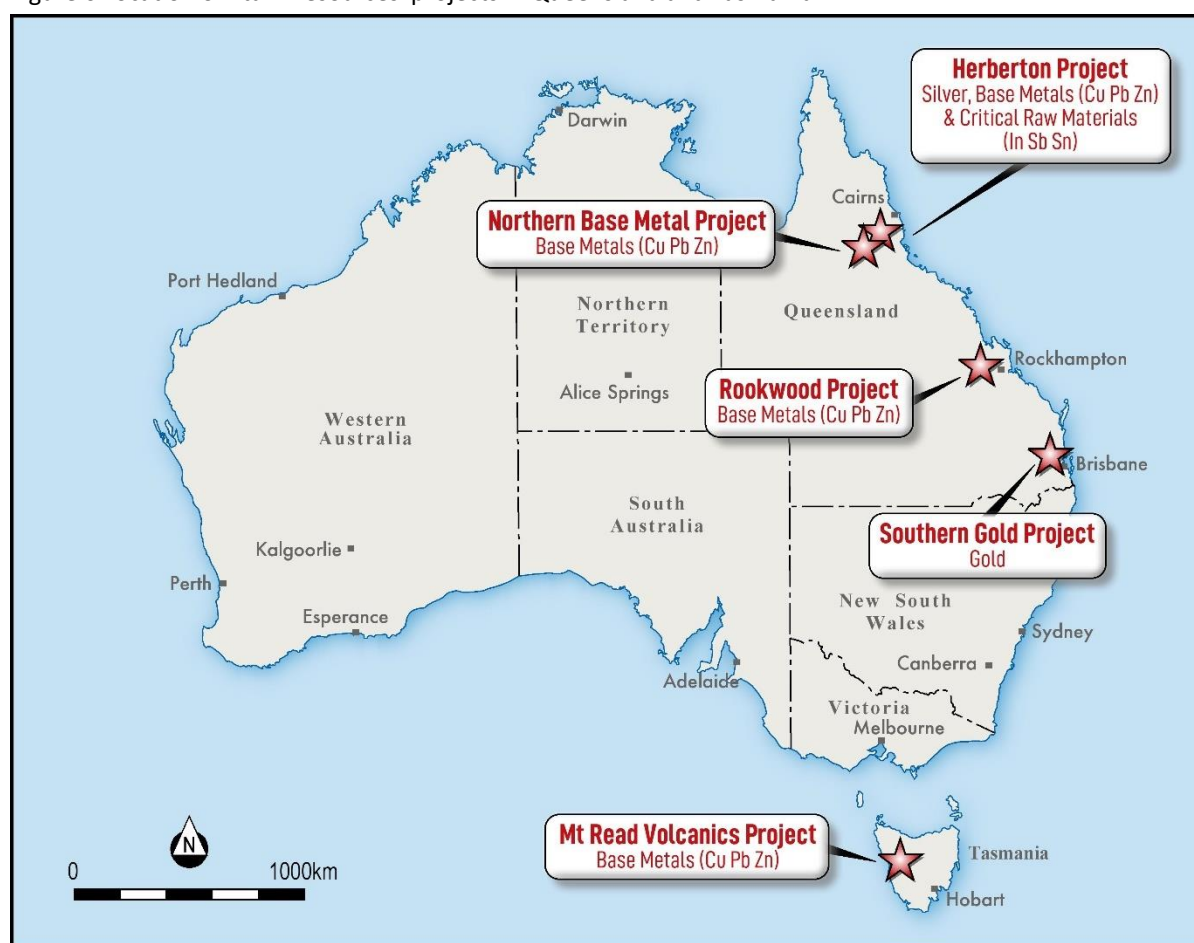 Herberton Project
Silver, Base Metals (Cu Pb Zn)
& Critical Raw Materials
(In Sb Sn)
Darwin
Cairns
Northern Base Metal Project
Base Metals (Cu Pb Zn)
Port Hedland
Northern
Territory
Queensland
Alice Springs
Rockhampton
Rookwood Project
Base Metals (Cu Pb Zn)
Western
Australia
Brisbane
South
Australia
Southern Gold Project
Gold
Kalgoorlie
Perth
Esperance
New South
Wales
Sydney
Canberra
Adelaide
Victoria
Melbourne
Mt Read Volcanics Project
Base Metals (Cu Pb Zn)
Tasmania
Hobart
N
0 1000km